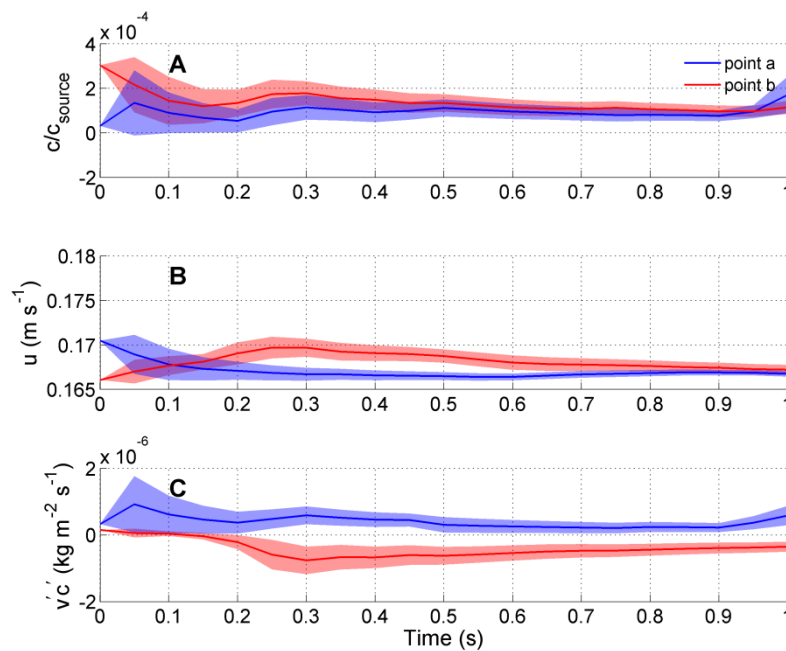 x 10⁻⁴
A
point a
point b
4
2
0
-2
c/c_source
0 0.1 0.2 0.3 0.4 0.5 0.6 0.7 0.8 0.9 1
B
0.18
0.175
0.17
0.165
u (m s⁻¹)
0 0.1 0.2 0.3 0.4 0.5 0.6 0.7 0.8 0.9 1
x 10⁻⁶
C
2
0
-2
v′c′ (kg m⁻² s⁻¹)
0 0.1 0.2 0.3 0.4 0.5 0.6 0.7 0.8 0.9 1
Time (s)